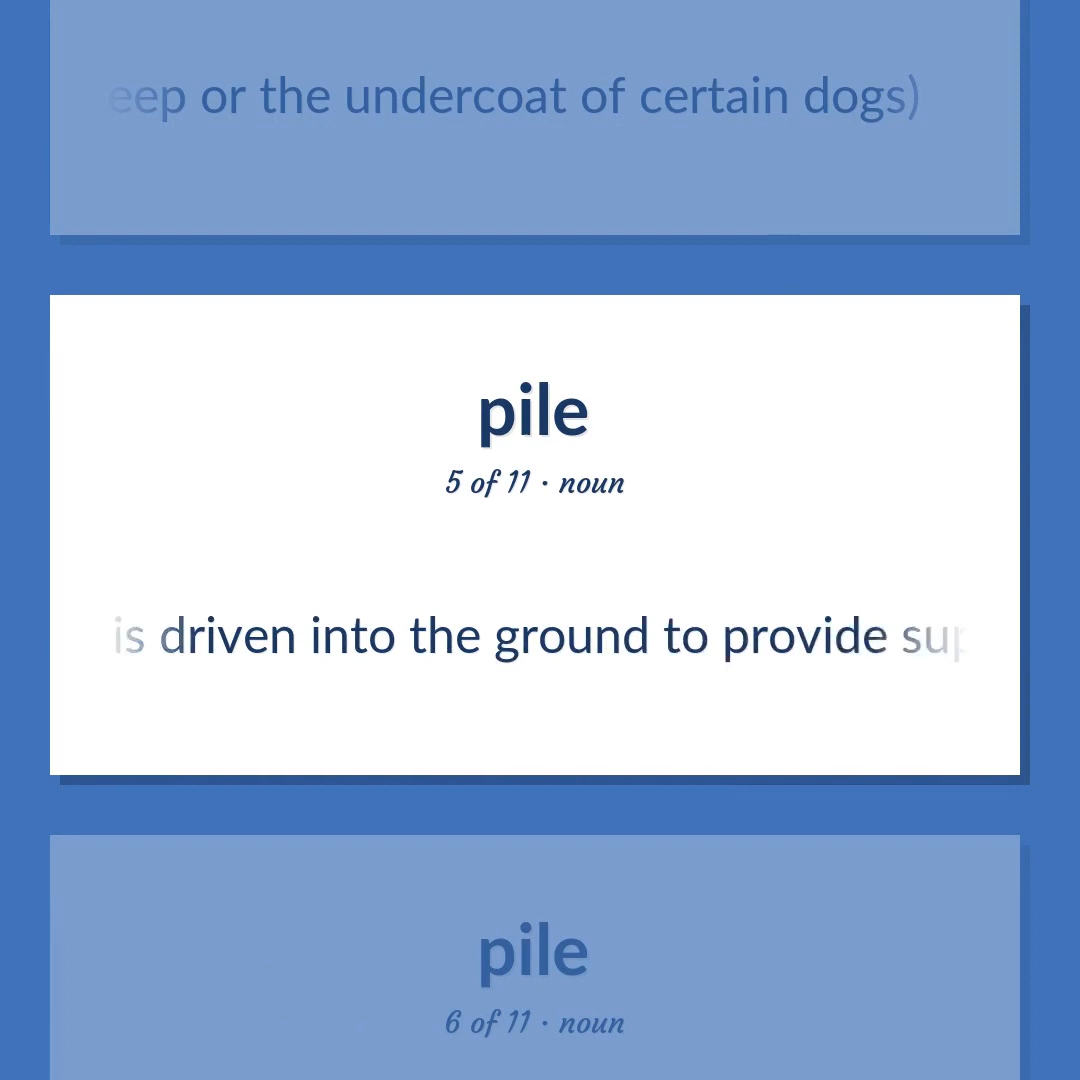 eep or the undercoat of certain dogs)
pile
5 of 11 · noun
is driven into the ground to provide sup
pile
6 of 11 · noun